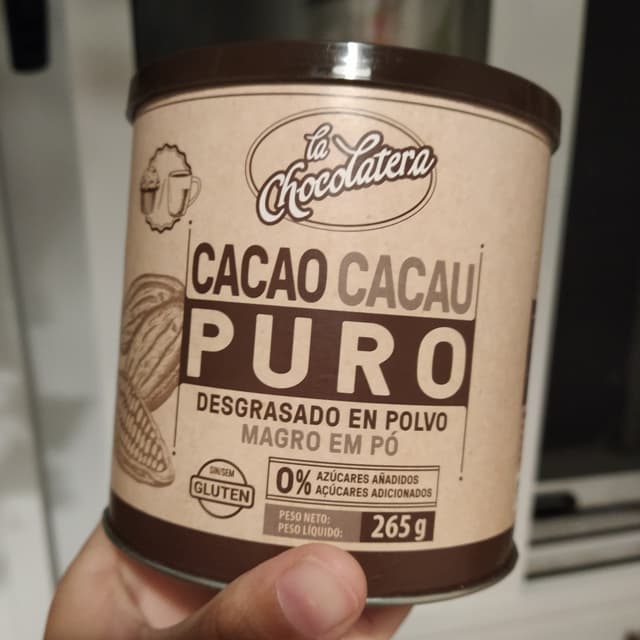 la
Chocolatera
CACAO CACAU
PURO
DESGRASADO EN POLVO
MAGRO EM PÓ
SIN/SEM
GLUTEN
0% AZÚCARES AÑADIDOS
AÇÚCARES ADICIONADOS
PESO NETO:
PESO LÍQUIDO:
265 g